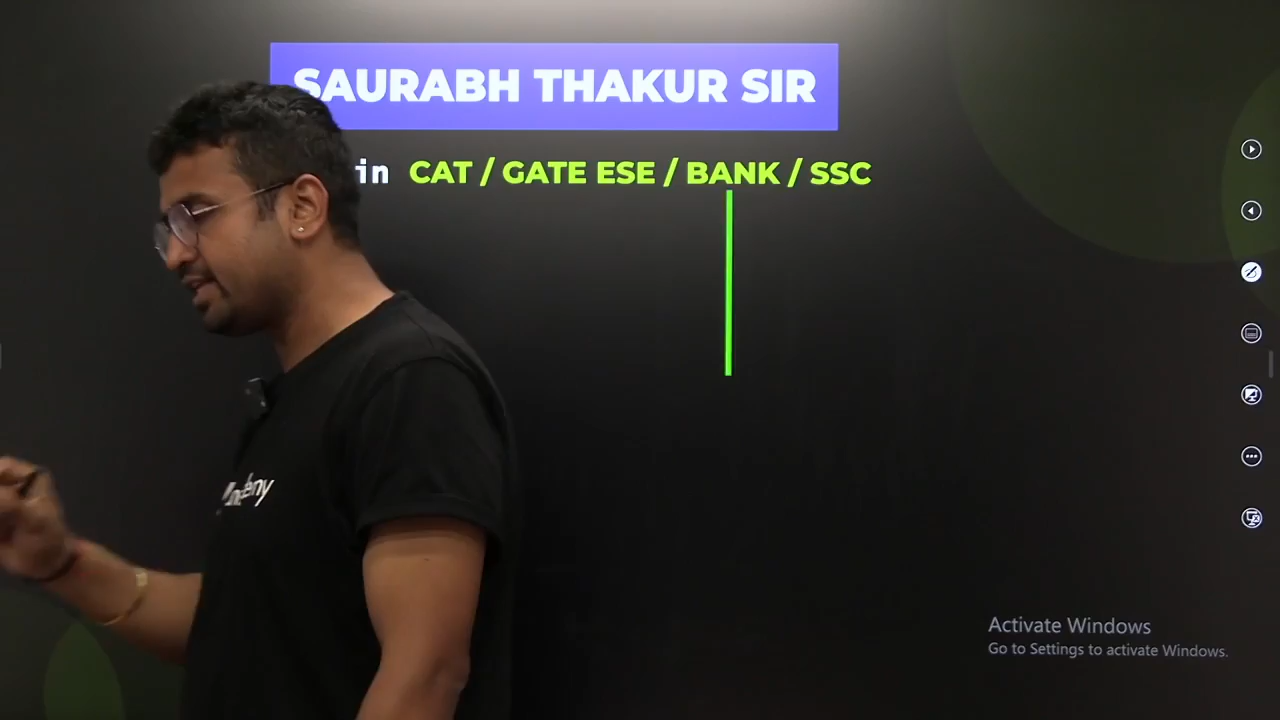 SAURABH THAKUR SIR
in CAT / GATE ESE / BANK / SSC
Activate Windows
Go to Settings to activate Windows.